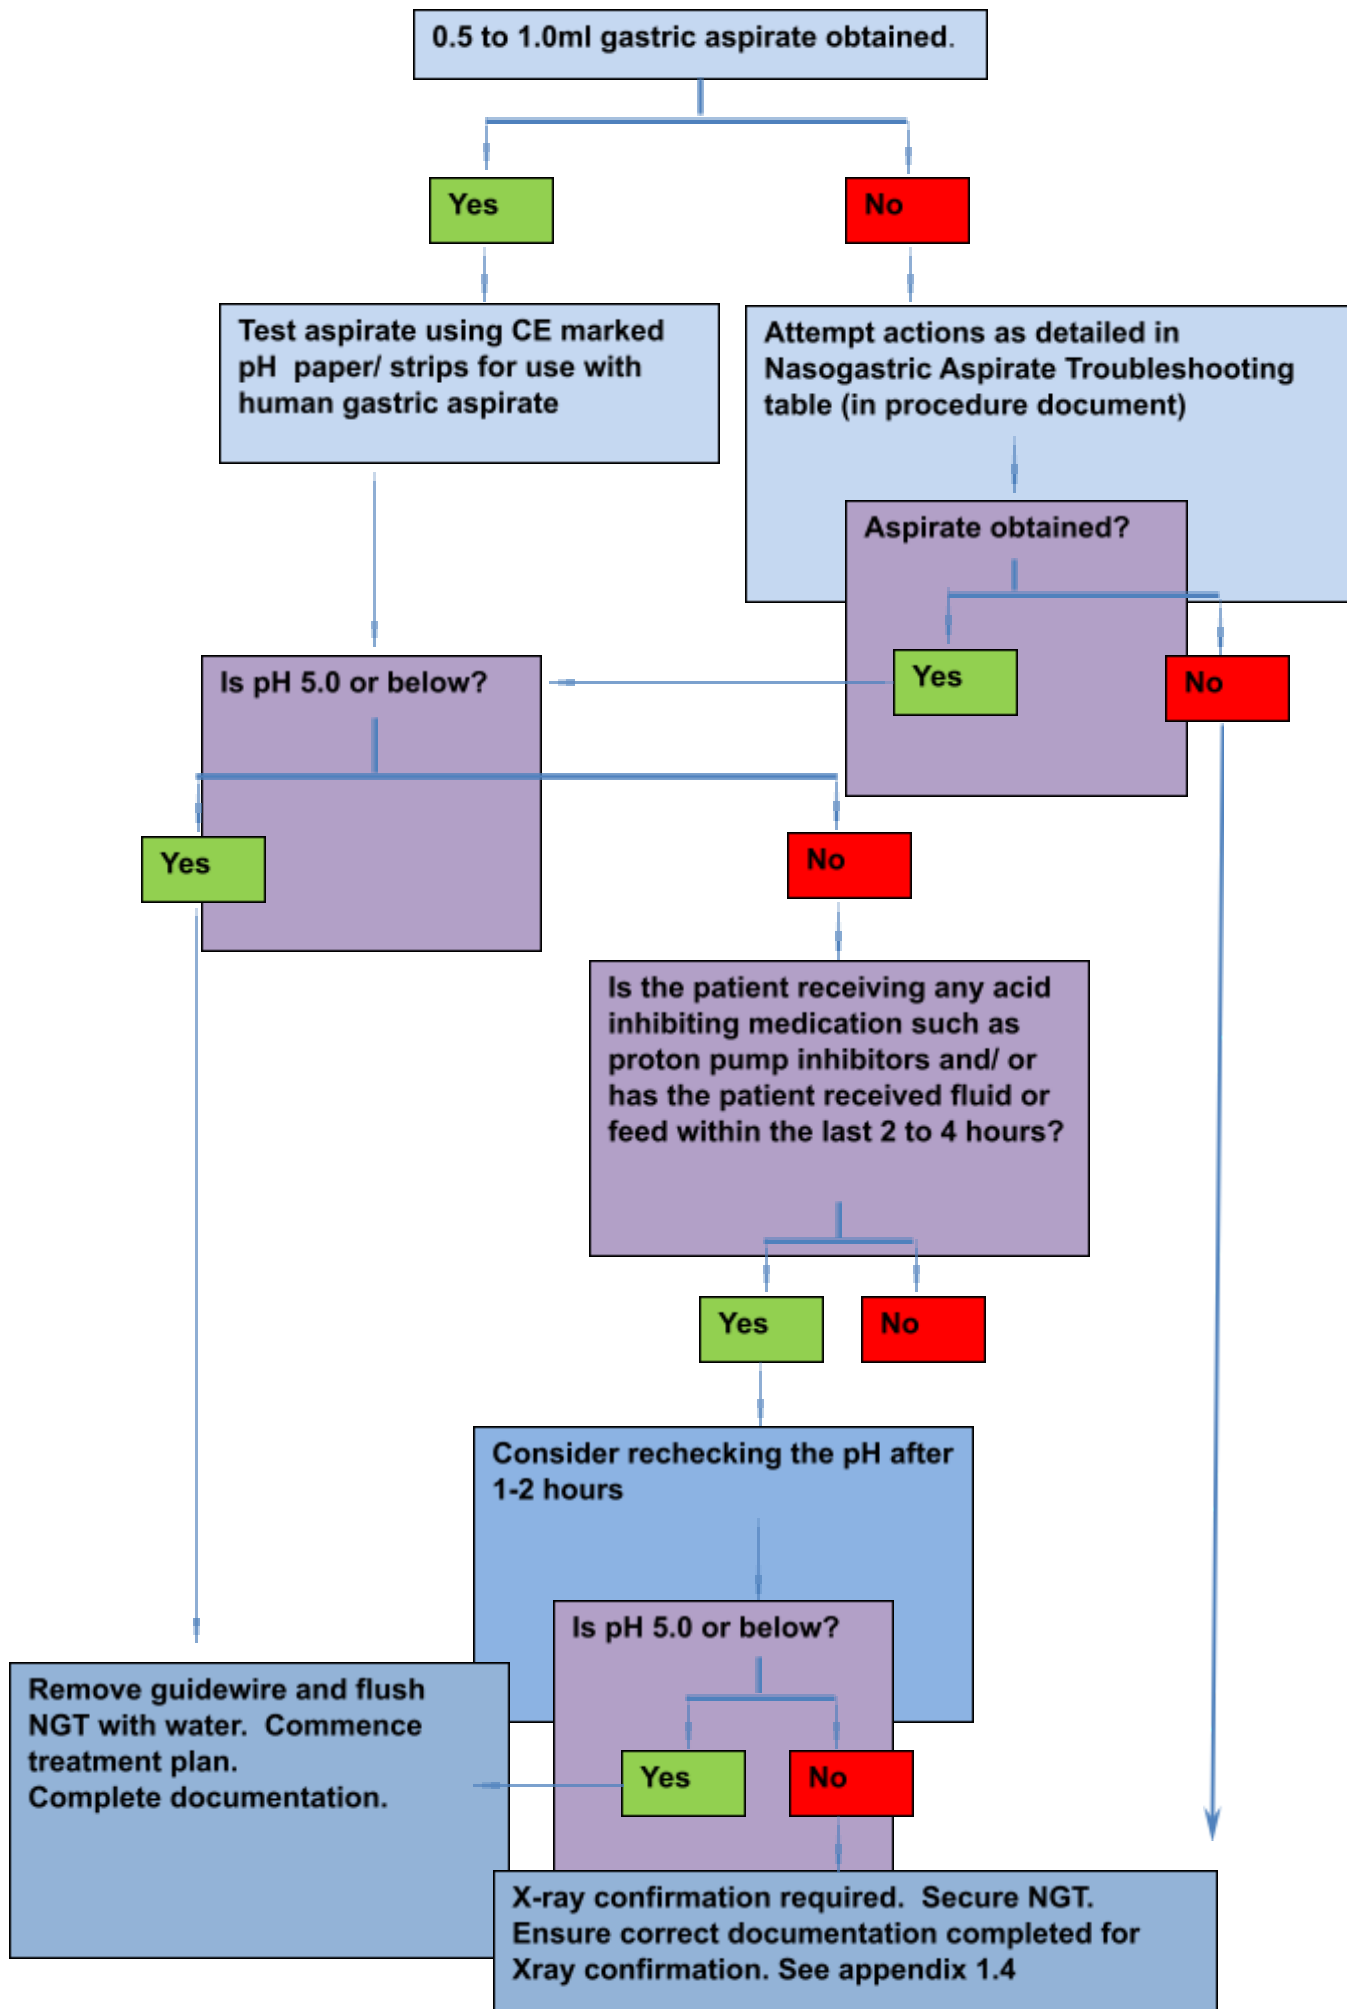 0.5 to 1.0ml gastric aspirate obtained.
Yes
No
Test aspirate using CE marked
pH  paper/ strips for use with
human gastric aspirate
Attempt actions as detailed in
Nasogastric Aspirate Troubleshooting
table (in procedure document)
Aspirate obtained?
Yes
No
Is pH 5.0 or below?
Yes
No
Is the patient receiving any acid
inhibiting medication such as
proton pump inhibitors and/ or
has the patient received fluid or
feed within the last 2 to 4 hours?
Yes
No
Consider rechecking the pH after
1-2 hours
Is pH 5.0 or below?
Yes
No
Remove guidewire and flush
NGT with water.  Commence
treatment plan.
Complete documentation.
X-ray confirmation required.  Secure NGT.
Ensure correct documentation completed for
Xray confirmation. See appendix 1.4